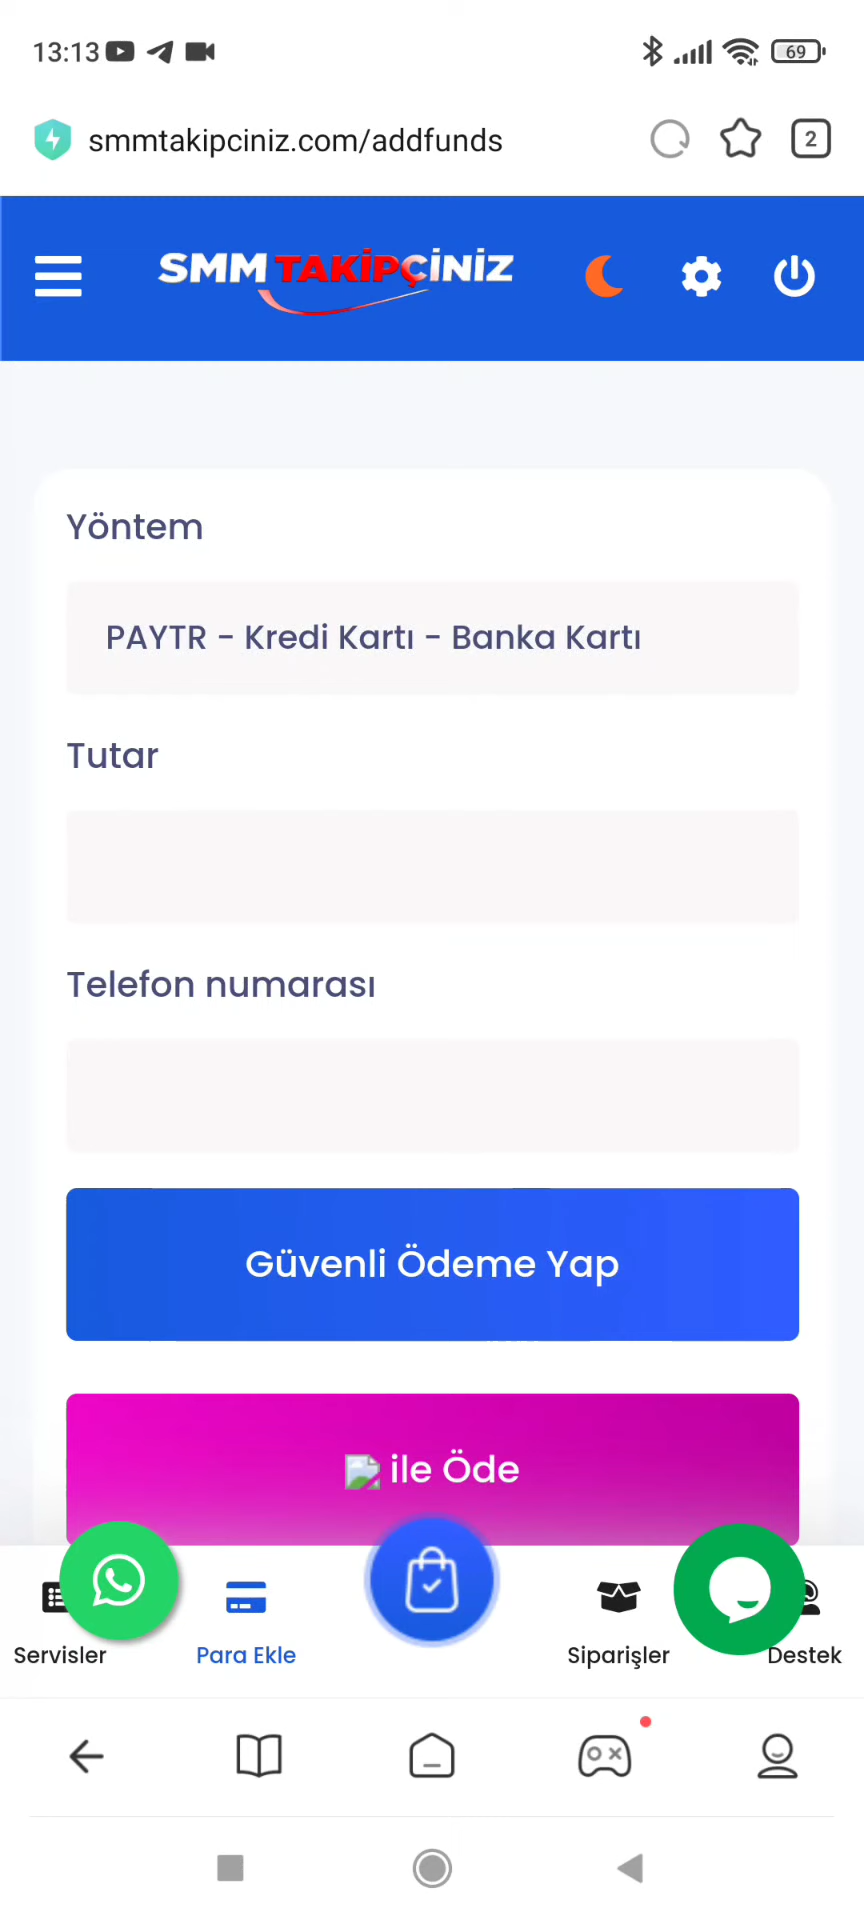 13:13
69
smmtakipciniz.com/addfunds
2
SMM TAKİPÇİNİZ
Yöntem
PAYTR - Kredi Kartı - Banka Kartı
Tutar
Telefon numarası
Güvenli Ödeme Yap
ile Öde
Servisler
Para Ekle
Siparişler
Destek